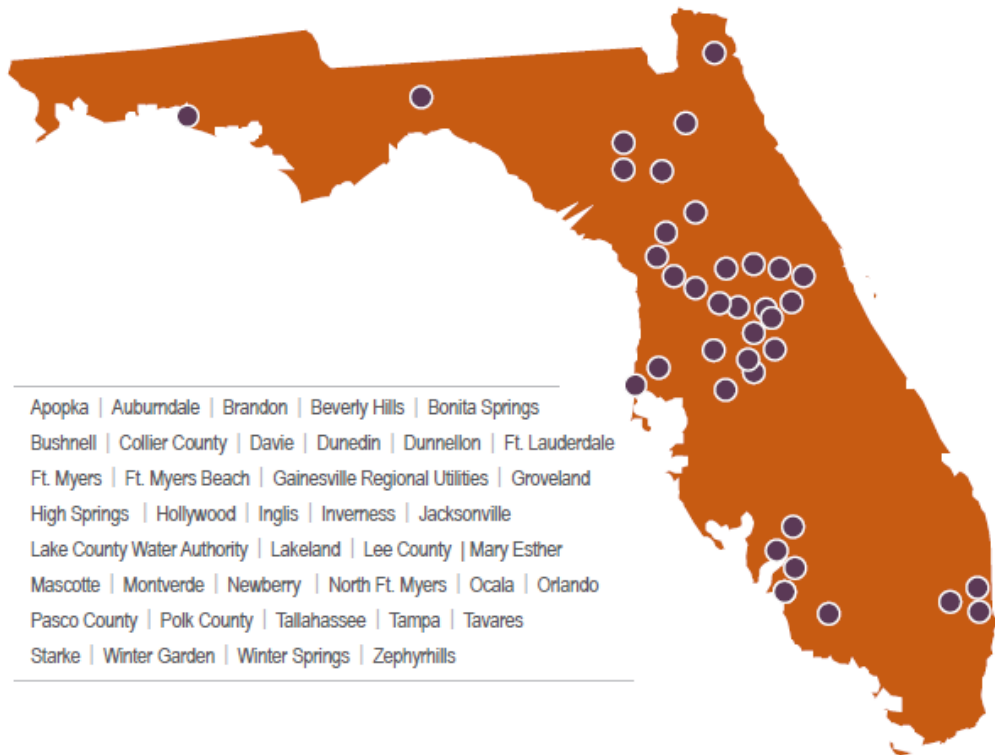 Apopka | Auburndale | Brandon | Beverly Hills | Bonita Springs
Bushnell | Collier County | Davie | Dunedin | Dunnellon | Ft. Lauderdale
Ft. Myers | Ft. Myers Beach | Gainesville Regional Utilities | Groveland
High Springs | Hollywood | Inglis | Inverness | Jacksonville
Lake County Water Authority | Lakeland | Lee County | Mary Esther
Mascotte | Montverde | Newberry | North Ft. Myers | Ocala | Orlando
Pasco County | Polk County | Tallahassee | Tampa | Tavares
Starke | Winter Garden | Winter Springs | Zephyrhills